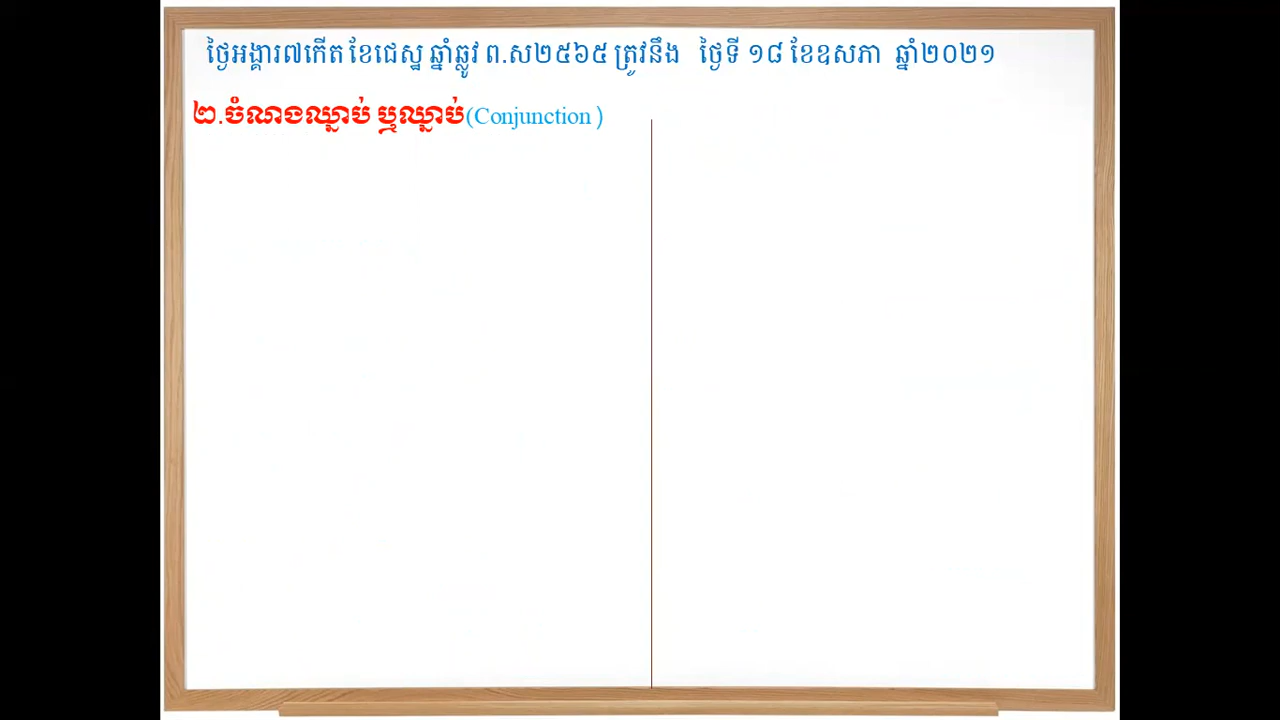 ថ្ងៃអង្គារ៧កើត ខែជេស្ឋ ឆ្នាំឆ្លូវ ព.ស២៥៦៥ ត្រូវនឹង ថ្ងៃទី ១៨ ខែឧសភា ឆ្នាំ២០២១
២.ចំណងឈ្នាប់ ឬឈ្នាប់(Conjunction )